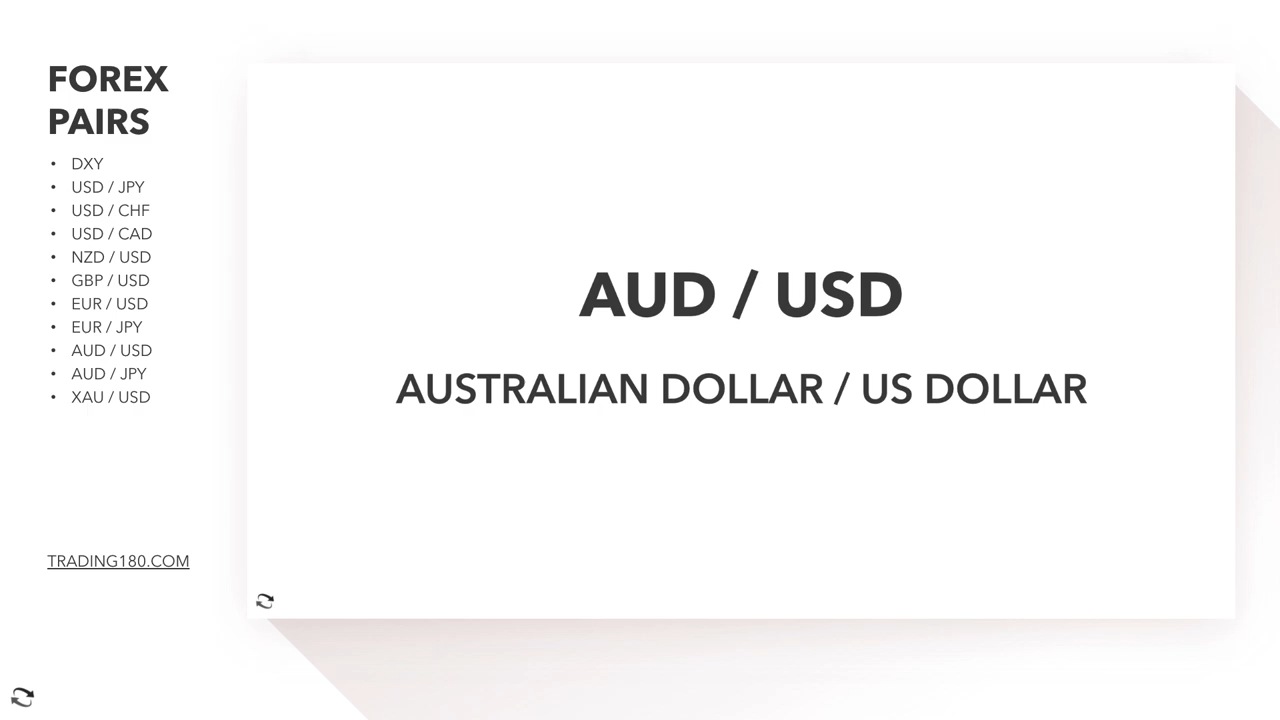 FOREX
PAIRS
• DXY
• USD / JPY
• USD / CHF
• USD / CAD
• NZD / USD
• GBP / USD
• EUR / USD
• EUR / JPY
• AUD / USD
• AUD / JPY
• XAU / USD
TRADING180.COM
AUD / USD
AUSTRALIAN DOLLAR / US DOLLAR